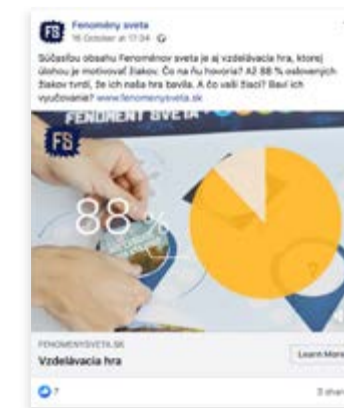 Fenomény sveta
16 October at 17:04
Súčasťou obsahu Fenoménov sveta je aj vzdelávacia hra, ktorej
úlohou je motivovať žiakov. Čo na ňu hovoria? Až 88 % oslovených
žiakov tvrdí, že ich naša hra bavila. A čo vaši žiaci? Baví ich
vyučovanie? www.fenomenysveta.sk
FENOMÉNY SVETA
FS
88 %
FENOMENYSVETA.SK
Vzdelávacia hra
Learn More
7
3 shar